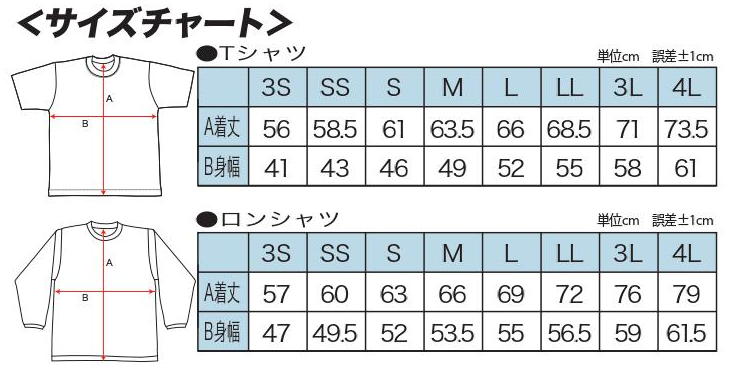 ＜サイズチャート＞
●Tシャツ 単位cm 誤差±1cm
3S SS S M L LL 3L 4L
A着丈 56 58.5 61 63.5 66 68.5 71 73.5
B身幅 41 43 46 49 52 55 58 61
A
B
●ロンシャツ 単位cm 誤差±1cm
3S SS S M L LL 3L 4L
A着丈 57 60 63 66 69 72 76 79
B身幅 47 49.5 52 53.5 55 56.5 59 61.5
A
B